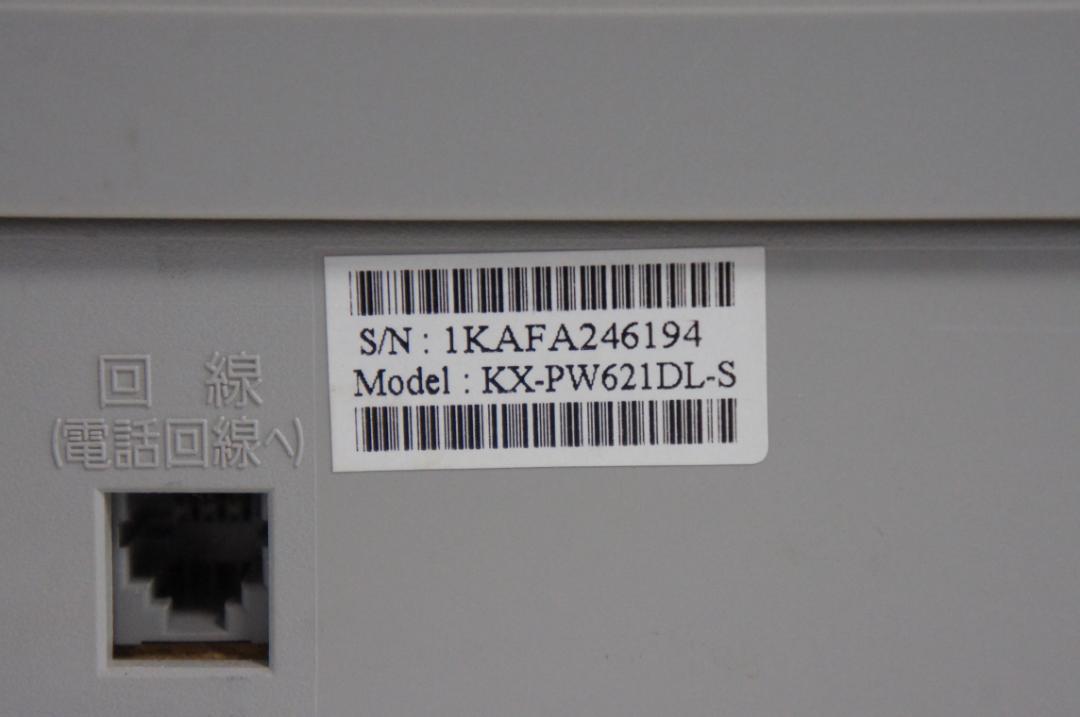 S/N : 1KAFA246194
Model : KX-PW621DL-S
回 線
(電話回線へ)